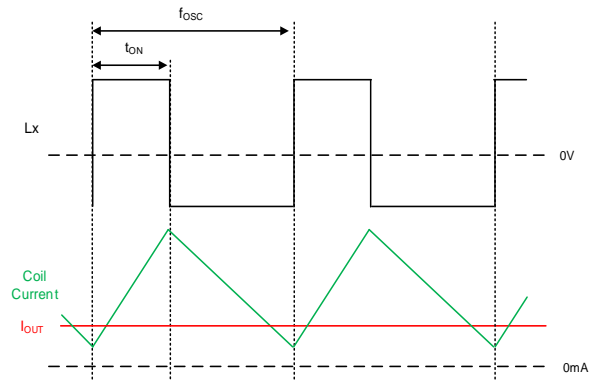 fOSC
tON
Lx
0V
Coil
Current
IOUT
0mA